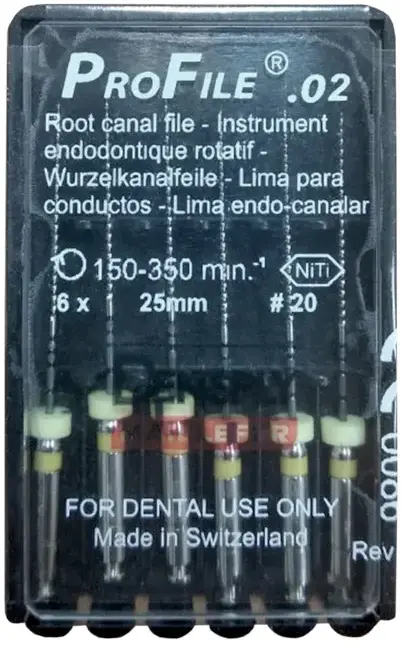 PROFILE® .02
Root canal file - Instrument
endodontique rotatif -
Wurzelkanalfeile - Lima para
conductos - Lima endo-canalar
150-350 min.-1 NiTi
6 x 25mm # 20
FOR DENTAL USE ONLY
Made in Switzerland
Rev